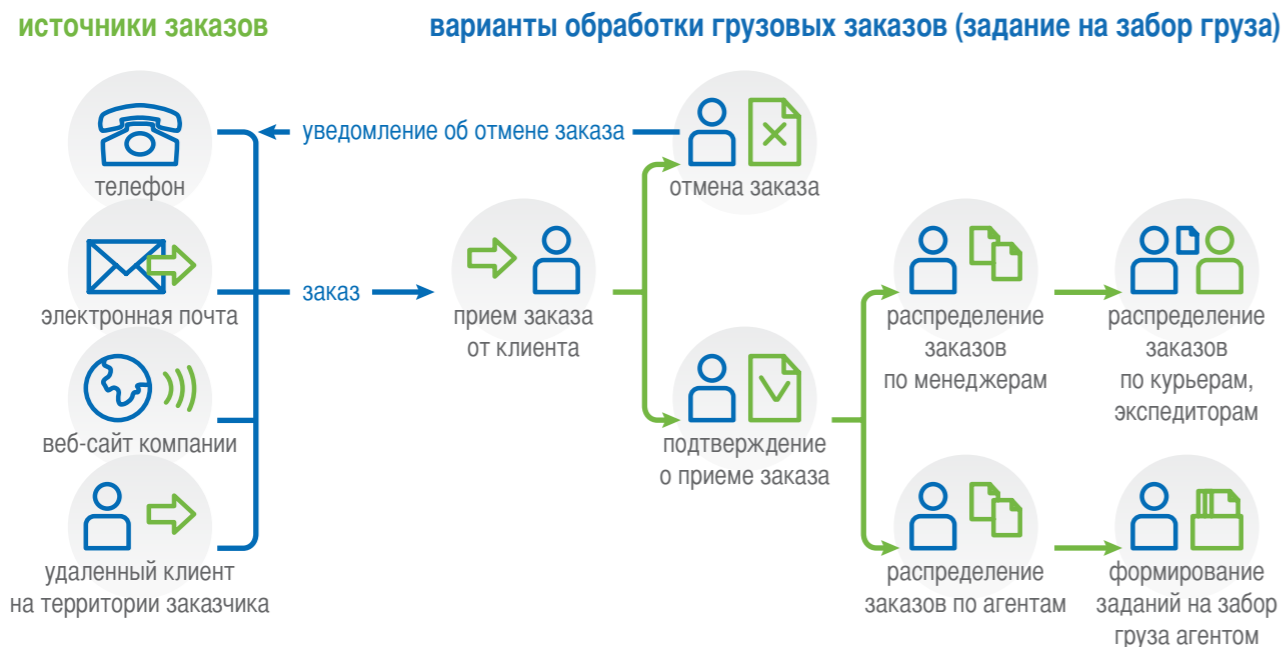 источники заказов
варианты обработки грузовых заказов (задание на забор груза)
телефон
уведомление об отмене заказа
отмена заказа
электронная почта
заказ
прием заказа
от клиента
распределение
заказов
по менеджерам
распределение
заказов
по курьерам,
экспедиторам
веб-сайт компании
подтверждение
о приеме заказа
удаленный клиент
на территории заказчика
распределение
заказов по агентам
формирование
заданий на забор
груза агентом